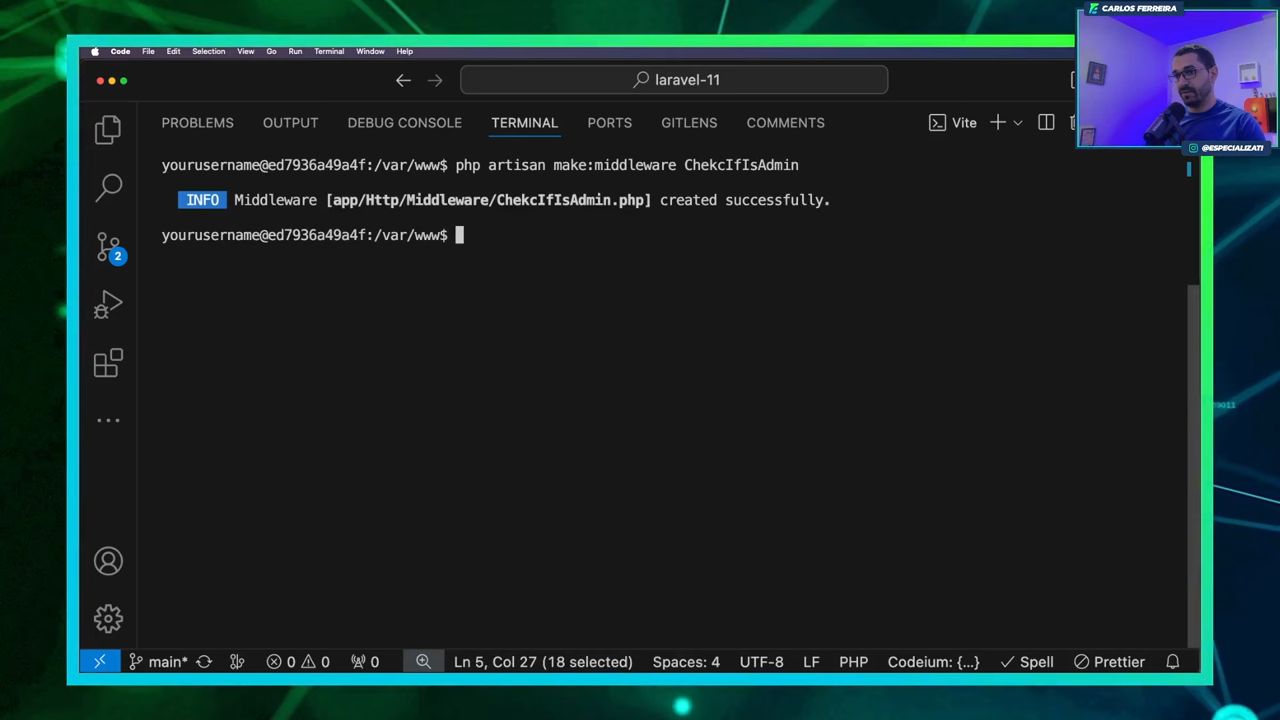 CARLOS FERREIRA
Code File Edit Selection View Go Run Terminal Window Help
laravel-11
PROBLEMS OUTPUT DEBUG CONSOLE TERMINAL PORTS GITLENS COMMENTS Vite
@ESPECIALIZATI
yourusername@ed7936a49a4f:/var/www$ php artisan make:middleware ChekcIfIsAdmin
INFO Middleware [app/Http/Middleware/ChekcIfIsAdmin.php] created successfully.
yourusername@ed7936a49a4f:/var/www$
2
main* 0 0 0 Ln 5, Col 27 (18 selected) Spaces: 4 UTF-8 LF PHP Codeium: {...} Spell Prettier